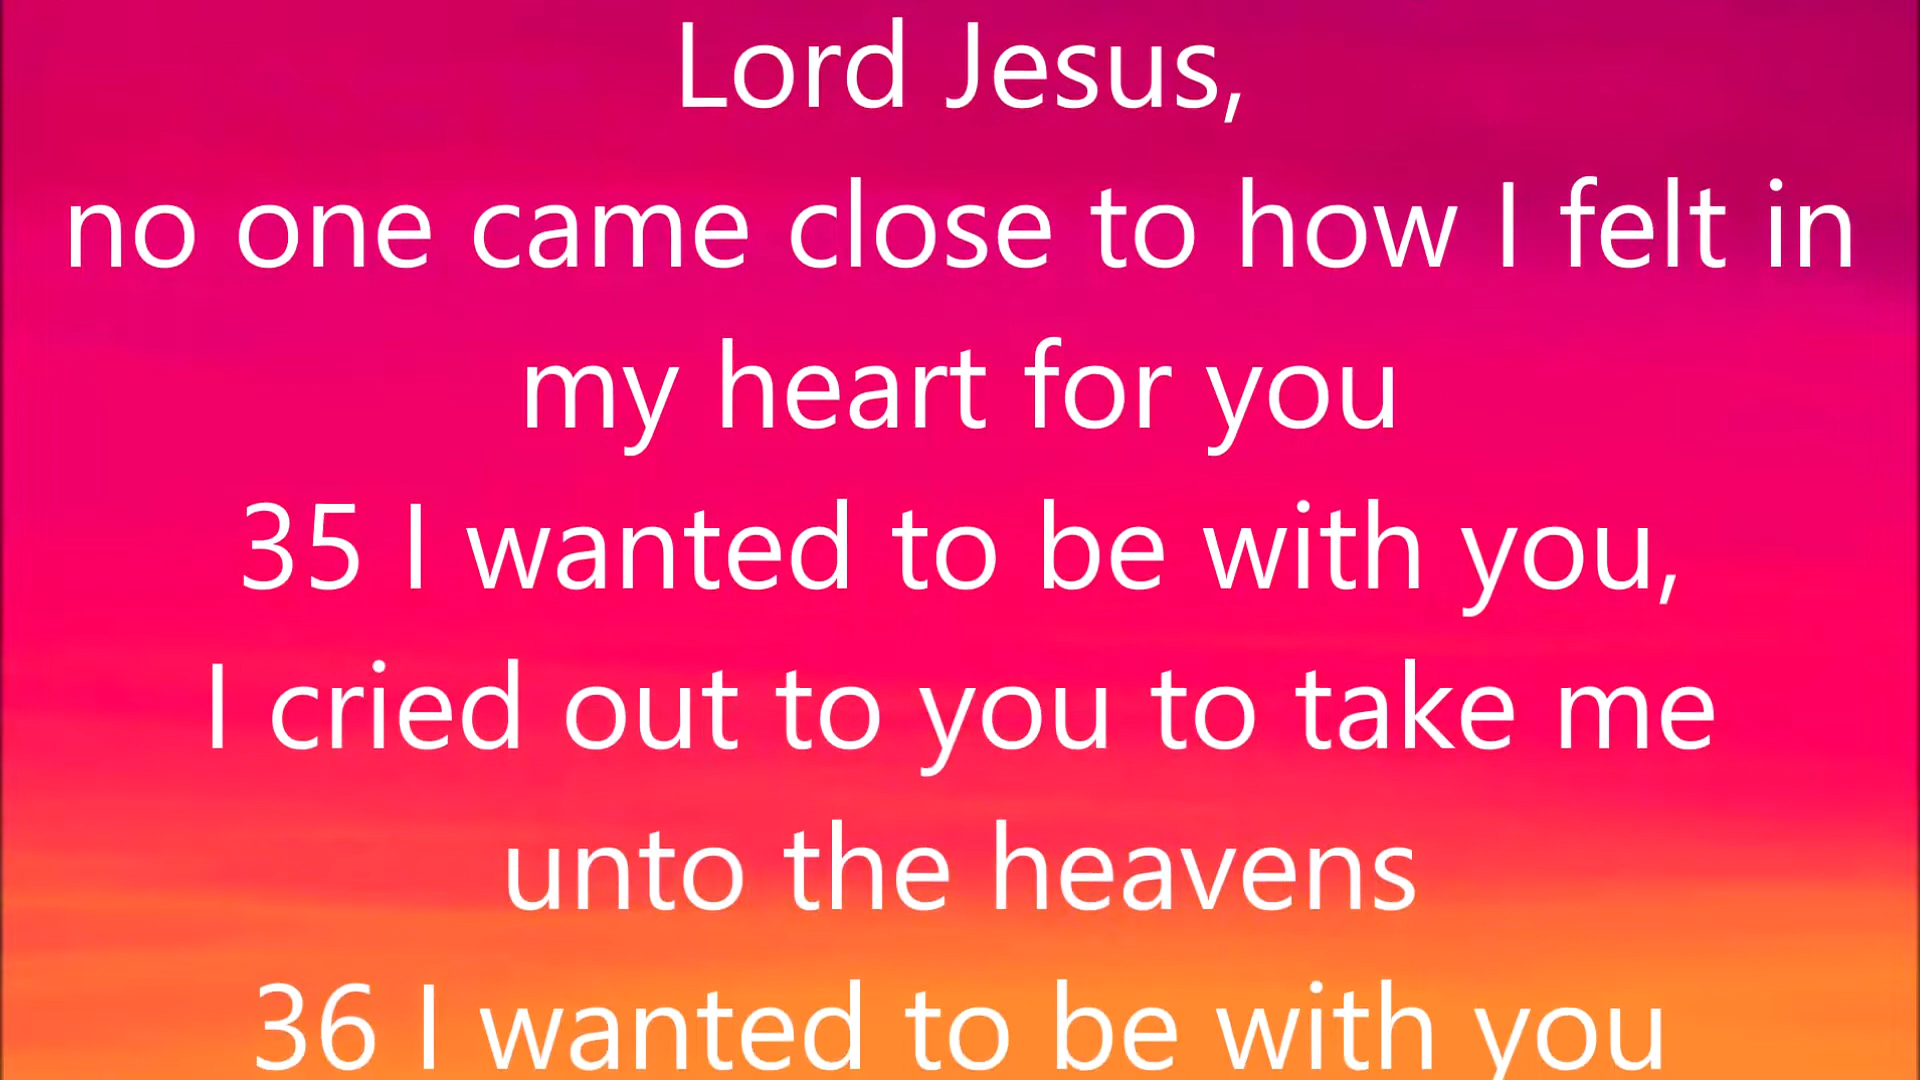 Lord Jesus,
no one came close to how I felt in
my heart for you
35 I wanted to be with you,
I cried out to you to take me
unto the heavens
36 I wanted to be with you